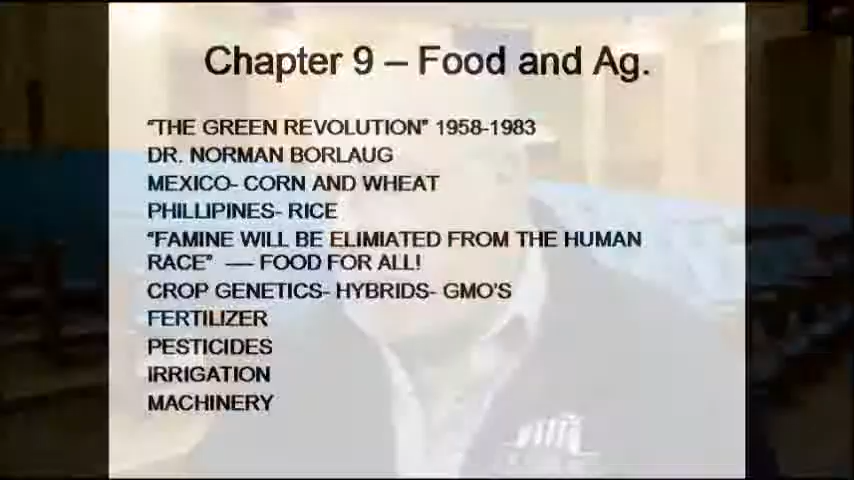 Chapter 9 – Food and Ag.
“THE GREEN REVOLUTION” 1958-1983
DR. NORMAN BORLAUG
MEXICO- CORN AND WHEAT
PHILLIPINES- RICE
“FAMINE WILL BE ELIMIATED FROM THE HUMAN
RACE” — FOOD FOR ALL!
CROP GENETICS- HYBRIDS- GMO'S
FERTILIZER
PESTICIDES
IRRIGATION
MACHINERY